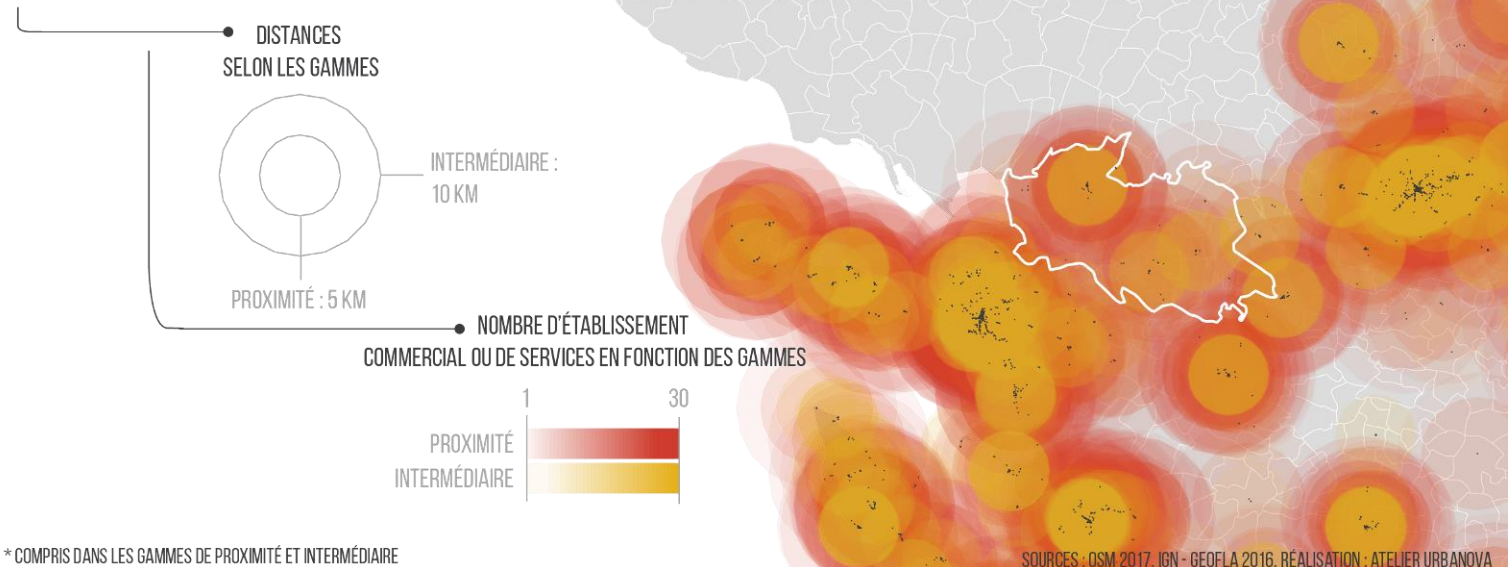 DISTANCES
SELON LES GAMMES
INTERMÉDIAIRE :
10 KM
PROXIMITÉ : 5 KM
NOMBRE D'ÉTABLISSEMENT
COMMERCIAL OU DE SERVICES EN FONCTION DES GAMMES
1 30
PROXIMITÉ
INTERMÉDIAIRE
* COMPRIS DANS LES GAMMES DE PROXIMITÉ ET INTERMÉDIAIRE
SOURCES : OSM 2017, IGN - GEOFLA 2016. RÉALISATION : ATELIER URBANOVA